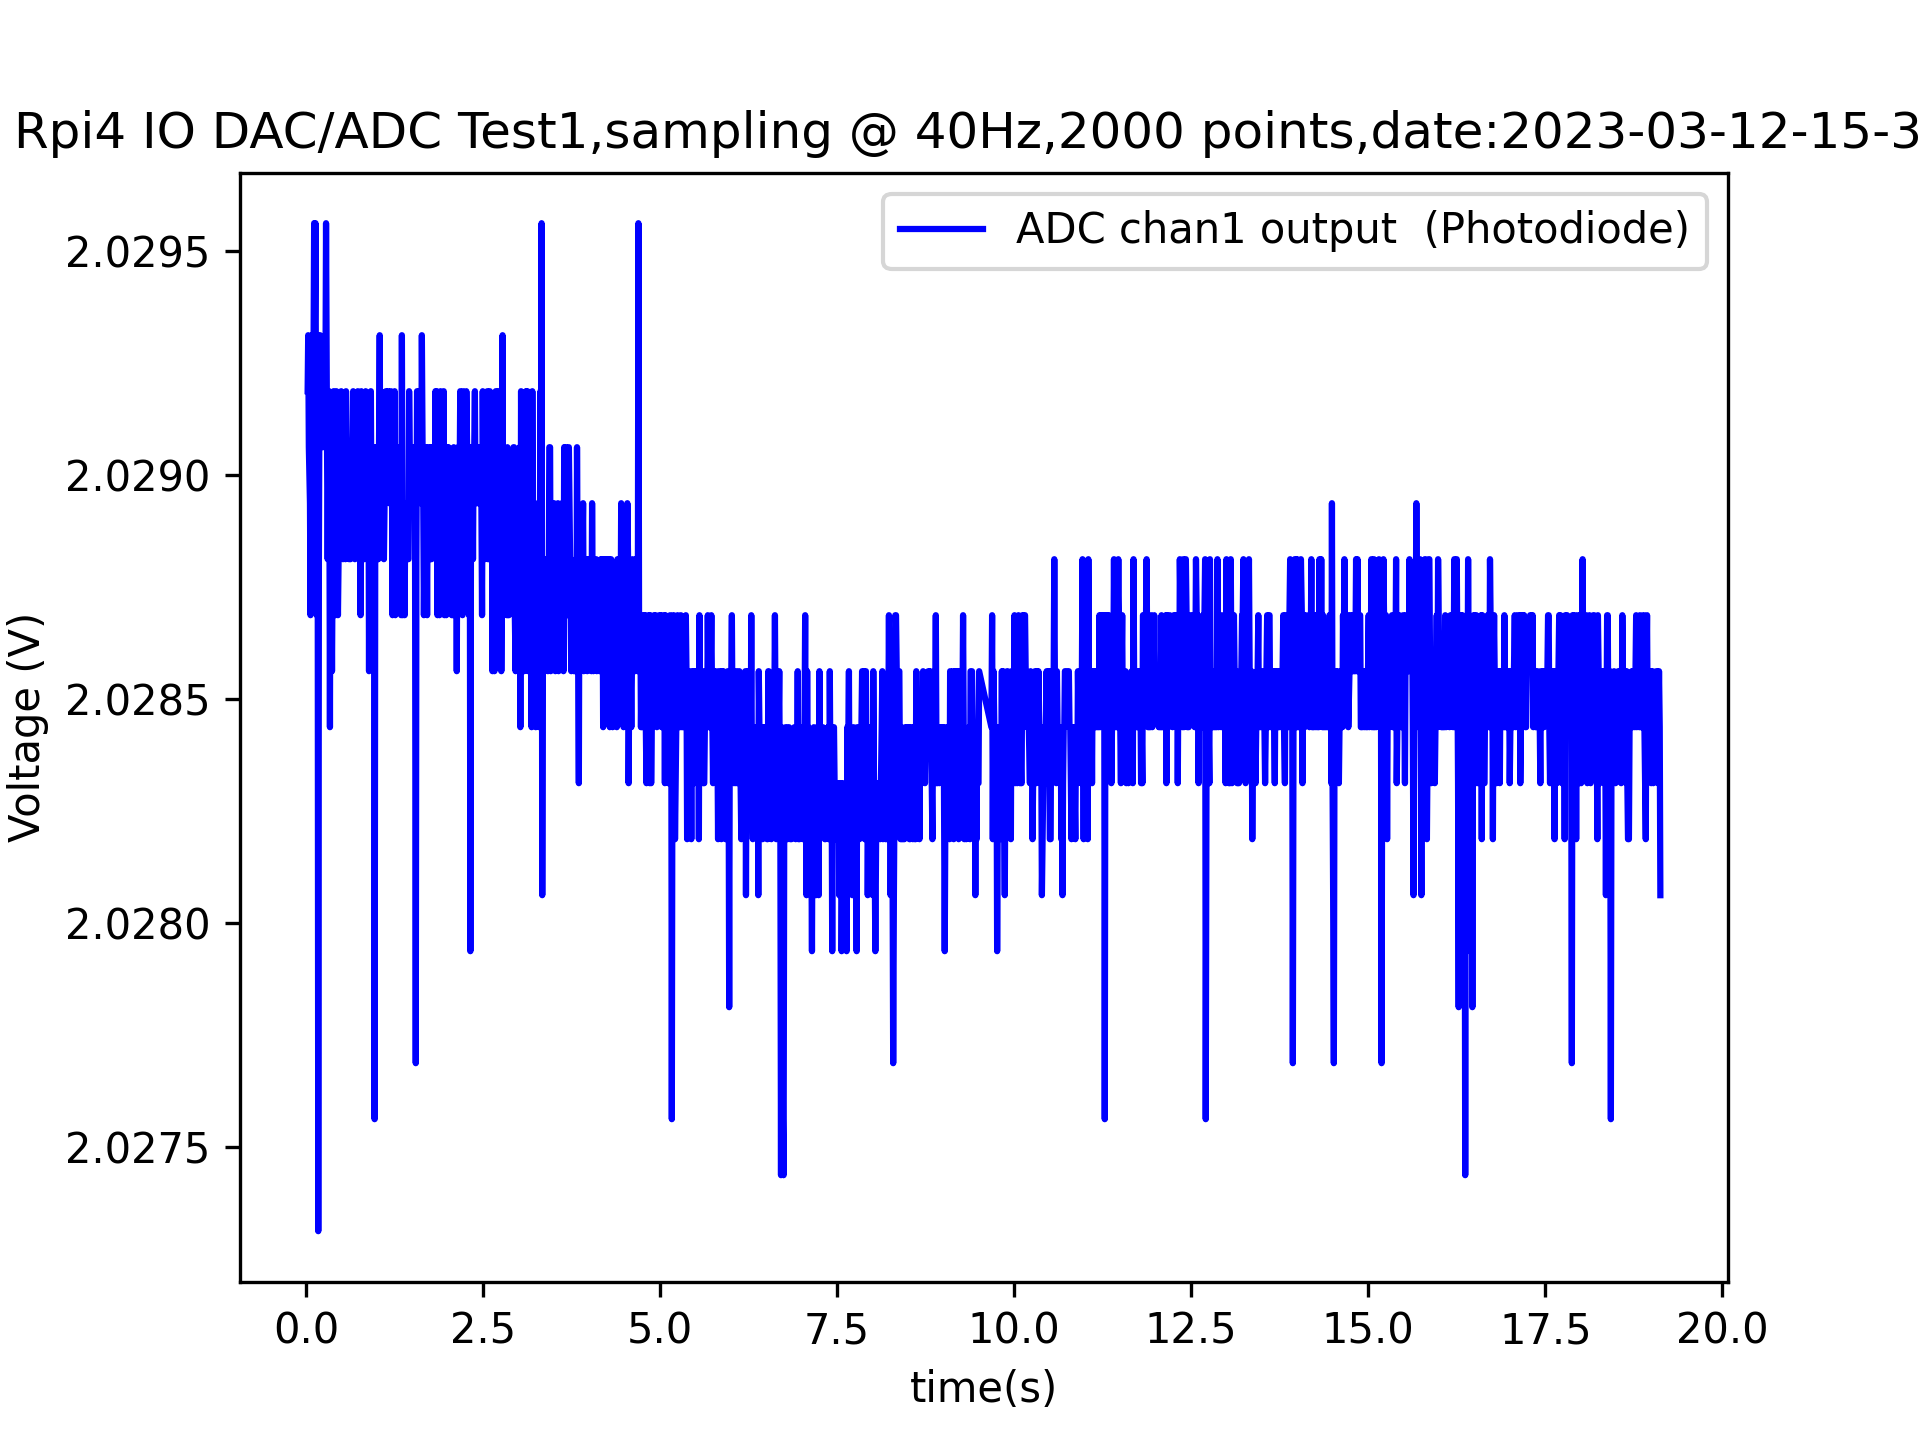 Rpi4 IO DAC/ADC Test1,sampling @ 40Hz,2000 points,date:2023-03-12-15-3
ADC chan1 output  (Photodiode)
Voltage (V)
2.0295
2.0290
2.0285
2.0280
2.0275
0.0 2.5 5.0 7.5 10.0 12.5 15.0 17.5 20.0
time(s)